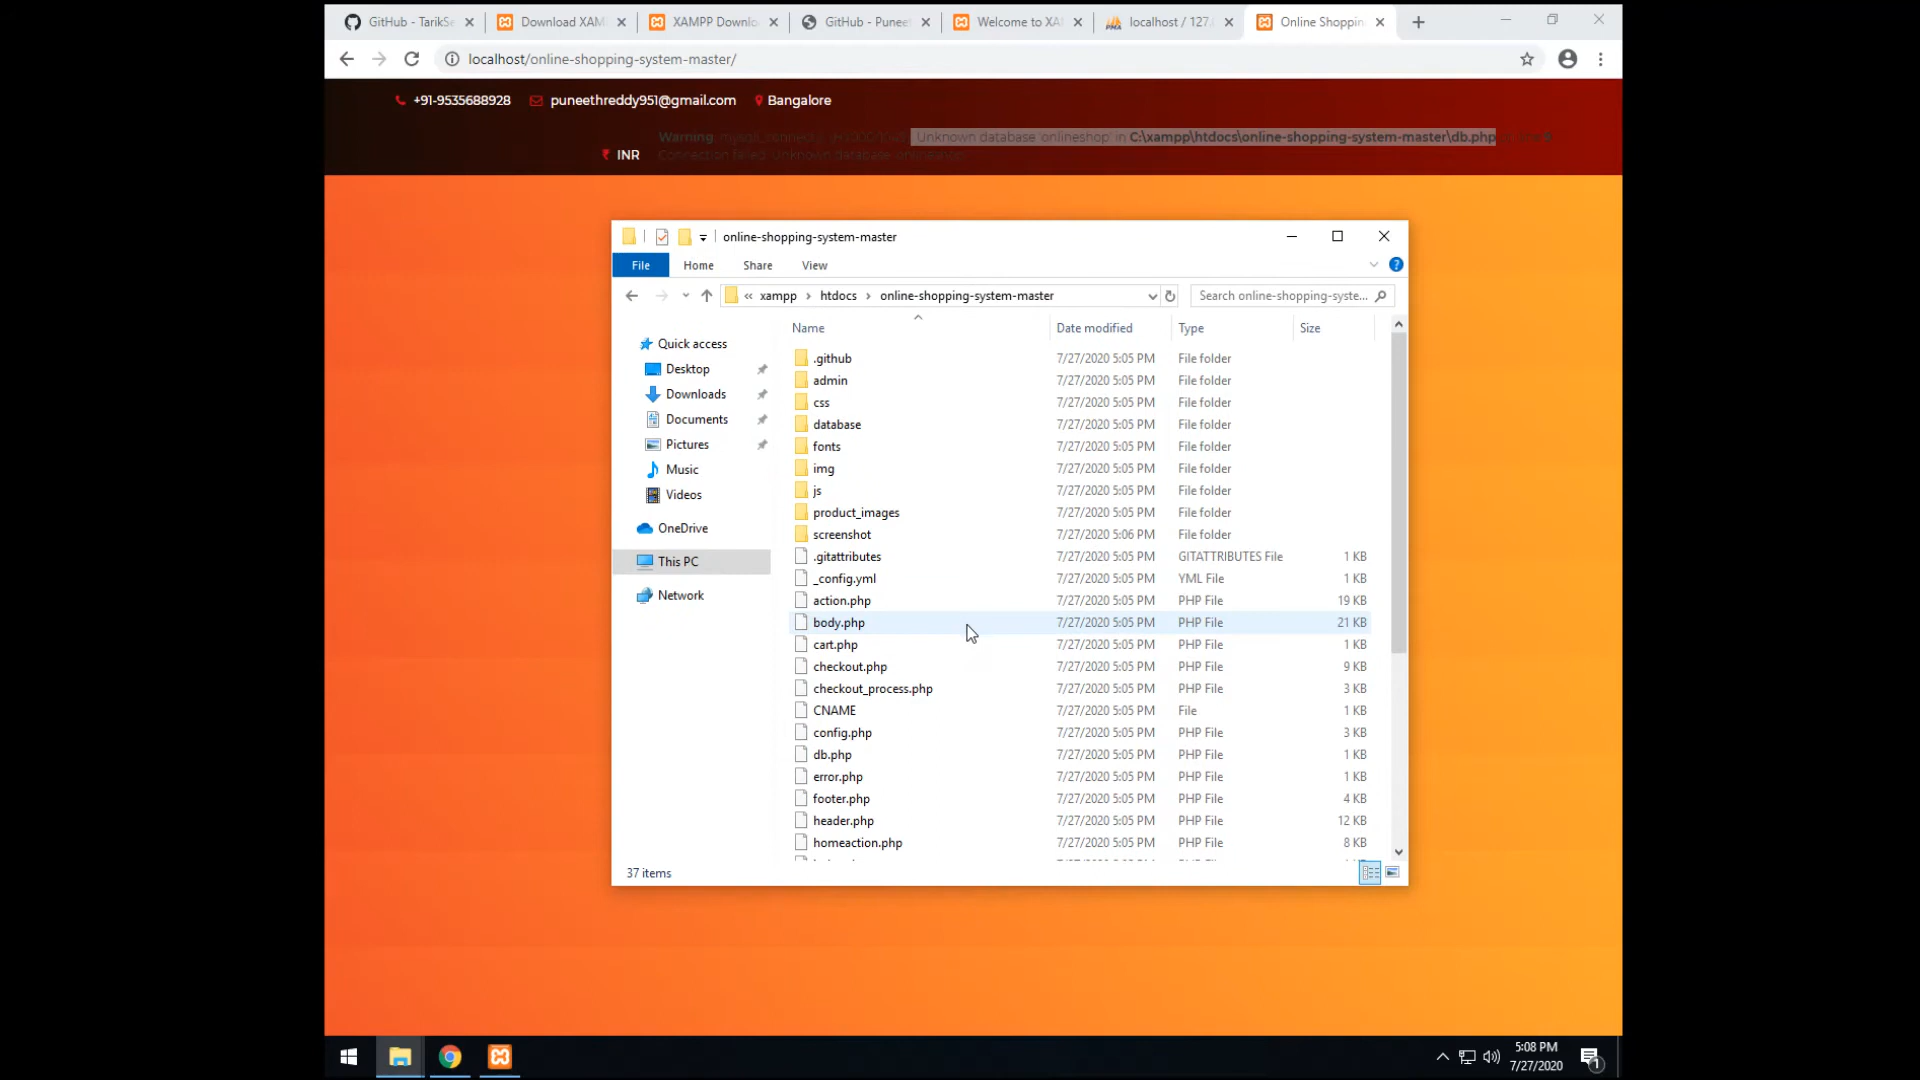 GitHub - TarikSe
Download XAM
XAMPP Downlo
GitHub - Punee
Welcome to XA
localhost / 127.
Online Shoppin
localhost/online-shopping-system-master/
+91-9535688928 puneethreddy951@gmail.com Bangalore
Warning: Unknown database 'onlineshop' in C:\xampp\htdocs\online-shopping-system-master\db.php
INR
Connection failed: Unknown database 'onlineshop'
online-shopping-system-master
File Home Share View
« xampp › htdocs › online-shopping-system-master
Search online-shopping-syste...
Name Date modified Type Size
Quick access
Desktop
Downloads
Documents
Pictures
Music
Videos
OneDrive
This PC
Network
.github 7/27/2020 5:05 PM File folder
admin 7/27/2020 5:05 PM File folder
css 7/27/2020 5:05 PM File folder
database 7/27/2020 5:05 PM File folder
fonts 7/27/2020 5:05 PM File folder
img 7/27/2020 5:05 PM File folder
js 7/27/2020 5:05 PM File folder
product_images 7/27/2020 5:05 PM File folder
screenshot 7/27/2020 5:06 PM File folder
.gitattributes 7/27/2020 5:05 PM GITATTRIBUTES File 1 KB
_config.yml 7/27/2020 5:05 PM YML File 1 KB
action.php 7/27/2020 5:05 PM PHP File 19 KB
body.php 7/27/2020 5:05 PM PHP File 21 KB
cart.php 7/27/2020 5:05 PM PHP File 1 KB
checkout.php 7/27/2020 5:05 PM PHP File 9 KB
checkout_process.php 7/27/2020 5:05 PM PHP File 3 KB
CNAME 7/27/2020 5:05 PM File 1 KB
config.php 7/27/2020 5:05 PM PHP File 3 KB
db.php 7/27/2020 5:05 PM PHP File 1 KB
error.php 7/27/2020 5:05 PM PHP File 1 KB
footer.php 7/27/2020 5:05 PM PHP File 4 KB
header.php 7/27/2020 5:05 PM PHP File 12 KB
homeaction.php 7/27/2020 5:05 PM PHP File 8 KB
37 items
5:08 PM
7/27/2020
1